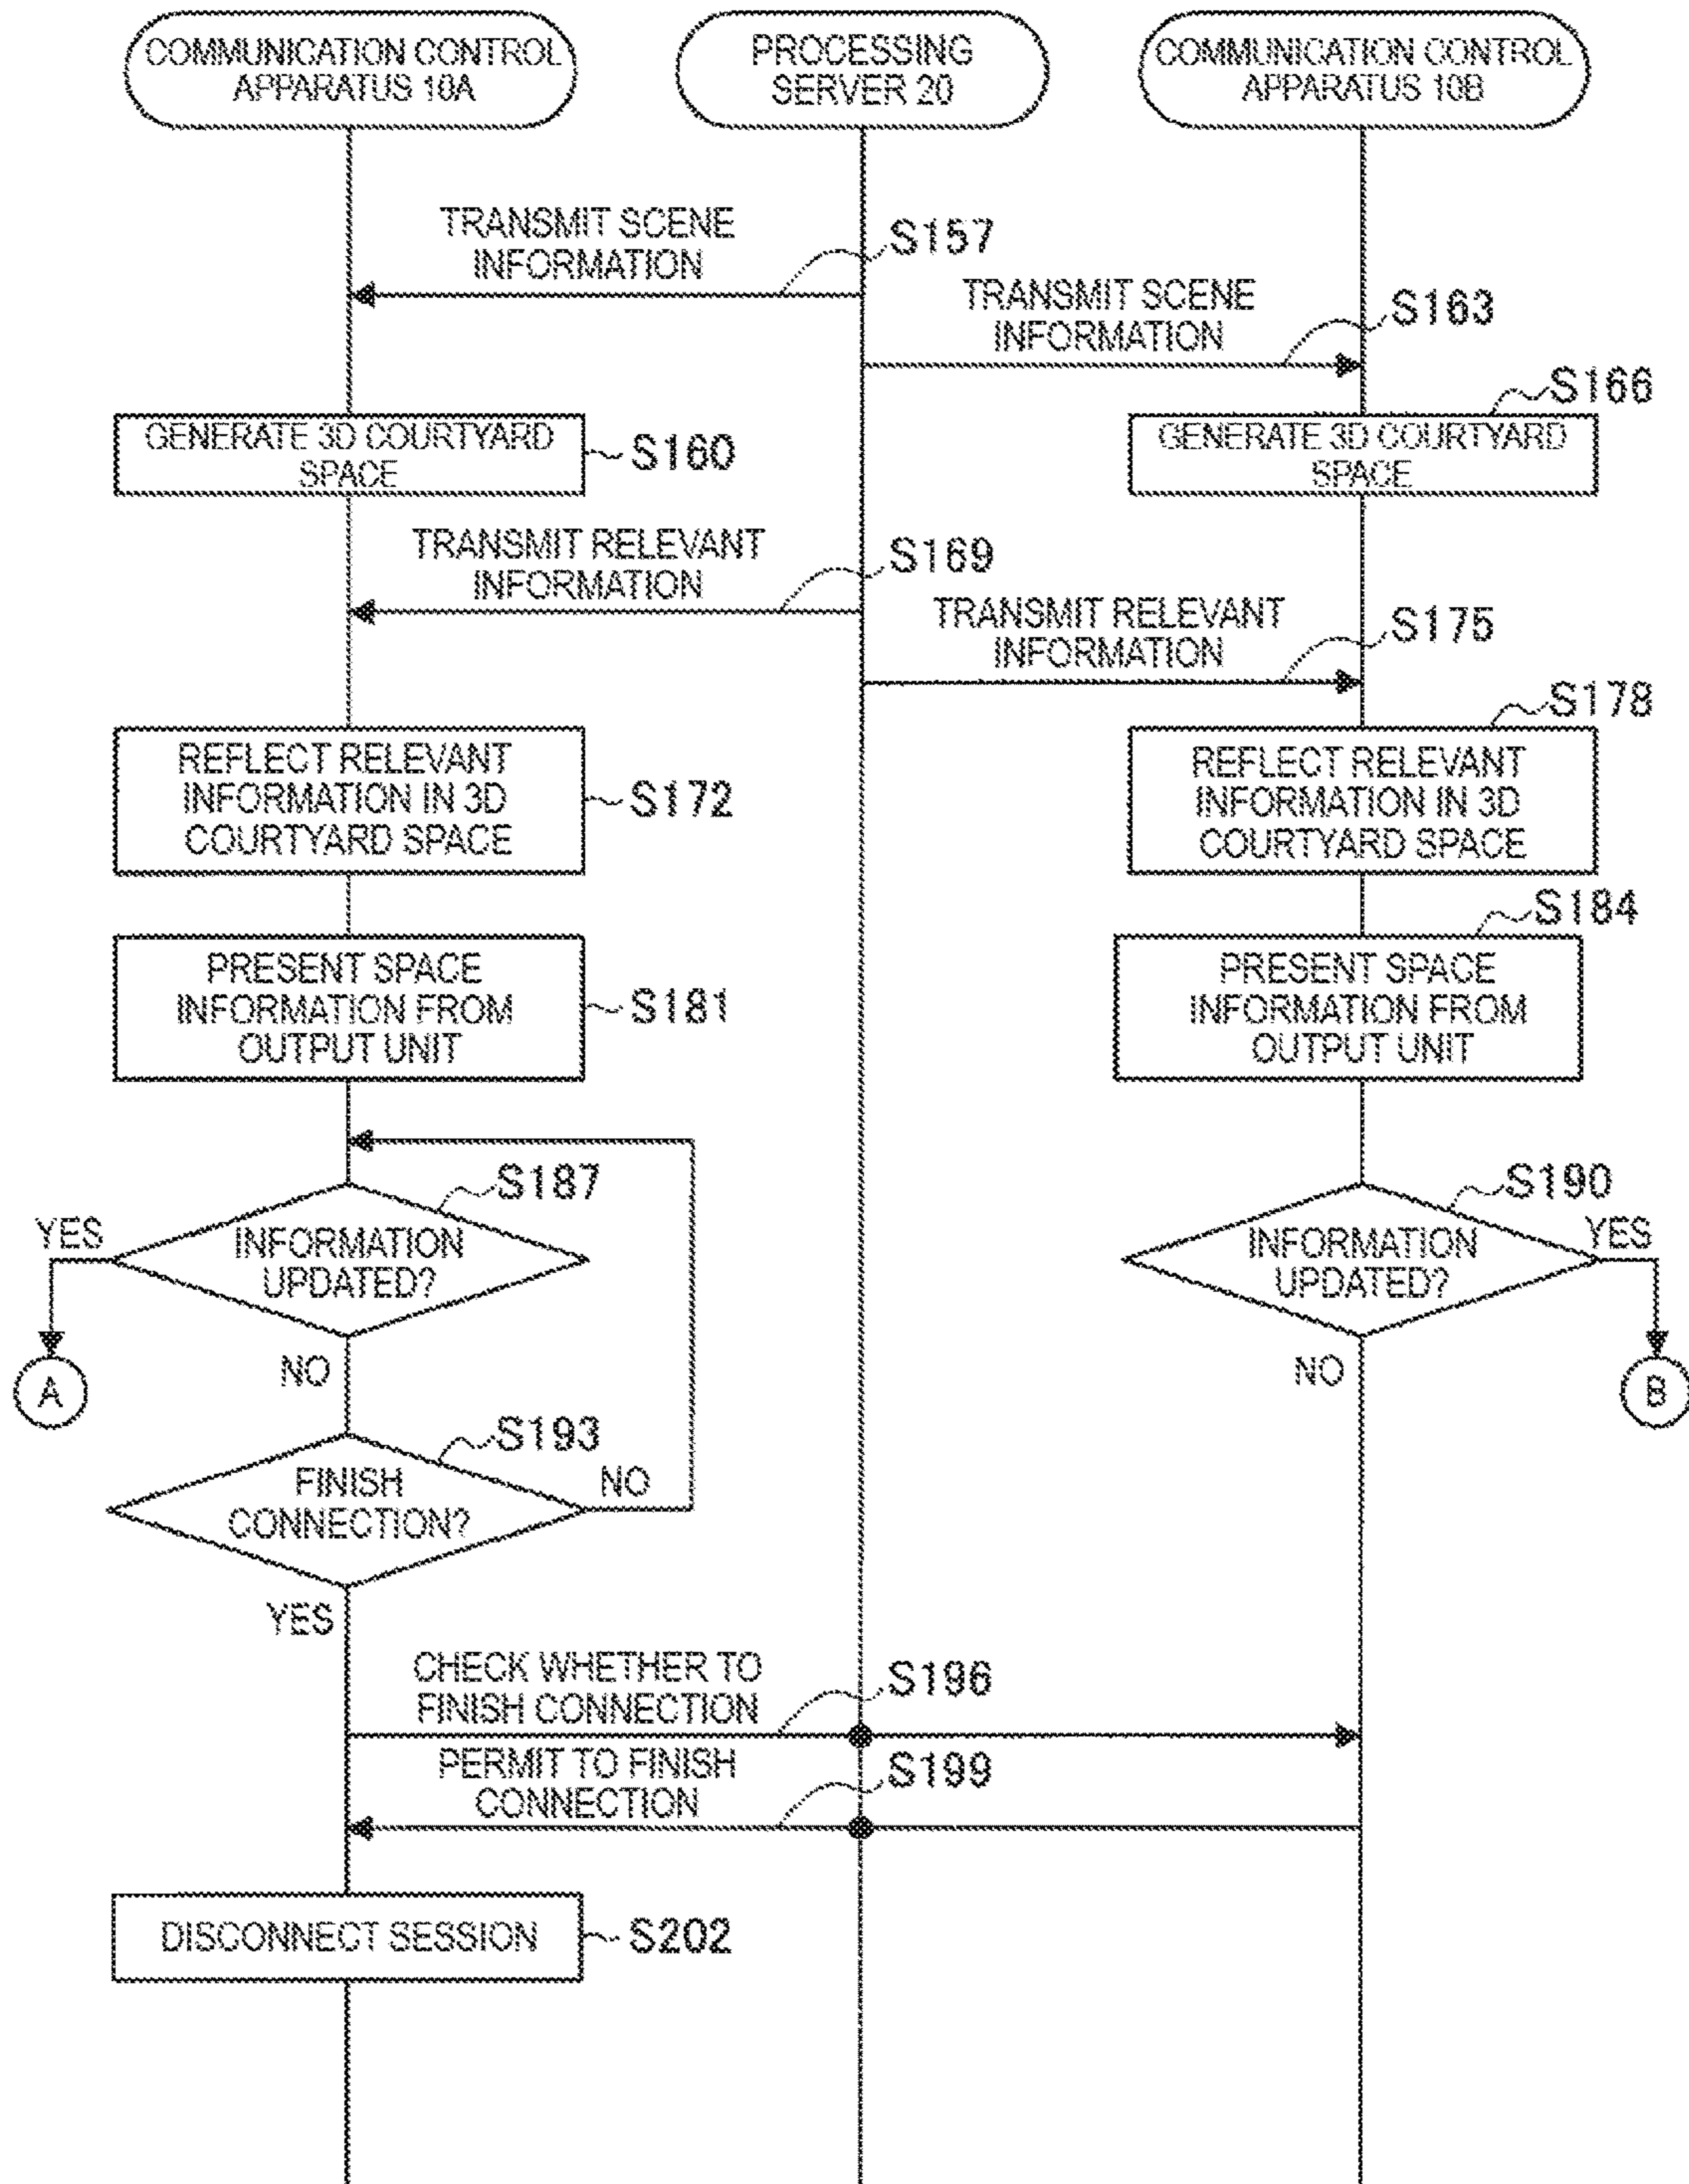 COMMUNICATION CONTROL
APPARATUS 10A
PROCESSING
SERVER 20
COMMUNICATION CONTROL
APPARATUS 10B
TRANSMIT SCENE
INFORMATION
S157
TRANSMIT SCENE
INFORMATION
S163
GENERATE 3D COURTYARD
SPACE
S160
S166
GENERATE 3D COURTYARD
SPACE
TRANSMIT RELEVANT
INFORMATION
S169
TRANSMIT RELEVANT
INFORMATION
S175
REFLECT RELEVANT
INFORMATION IN 3D
COURTYARD SPACE
S172
S178
REFLECT RELEVANT
INFORMATION IN 3D
COURTYARD SPACE
PRESENT SPACE
INFORMATION FROM
OUTPUT UNIT
S181
S184
PRESENT SPACE
INFORMATION FROM
OUTPUT UNIT
S187
YES
INFORMATION
UPDATED?
NO
A
S190
INFORMATION
UPDATED?
YES
NO
B
S193
FINISH
CONNECTION?
NO
YES
CHECK WHETHER TO
FINISH CONNECTION
S196
PERMIT TO FINISH
CONNECTION
S199
DISCONNECT SESSION
S202